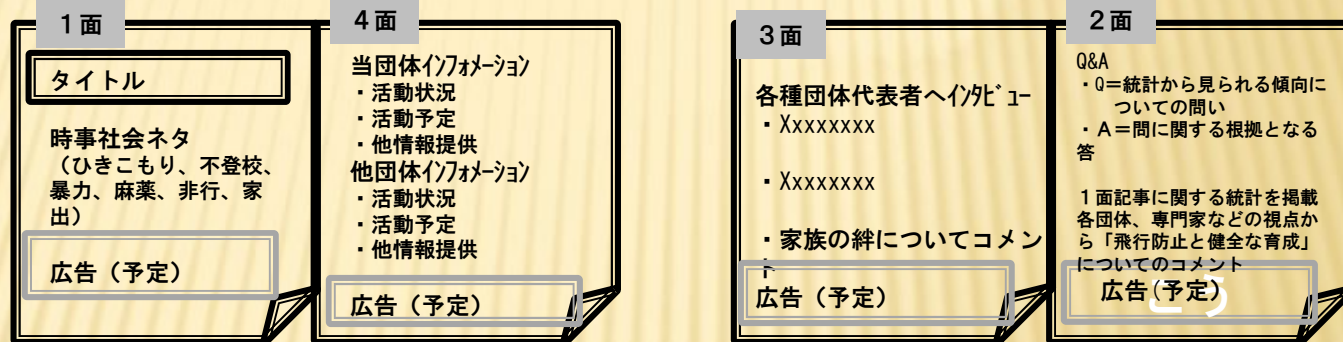 1面
タイトル
時事社会ネタ
（ひきこもり、不登校、
暴力、麻薬、非行、家
出）
広告（予定）
4面
当団体ｲﾝﾌｫﾒｰｼｮﾝ
・活動状況
・活動予定
・他情報提供
他団体ｲﾝﾌｫﾒｰｼｮﾝ
・活動状況
・活動予定
・他情報提供
広告（予定）
3面
各種団体代表者へｲﾝﾀﾋﾞｭｰ
・Xxxxxxxx
・Xxxxxxxx
・家族の絆についてコメン
ト
広告（予定）
2面
Q&A
・Q＝統計から見られる傾向に
ついての問い
・A＝問に関する根拠となる
答
１面記事に関する統計を掲載
各団体、専門家などの視点か
ら「飛行防止と健全な育成」
についてのコメント
広告(予定)
こう